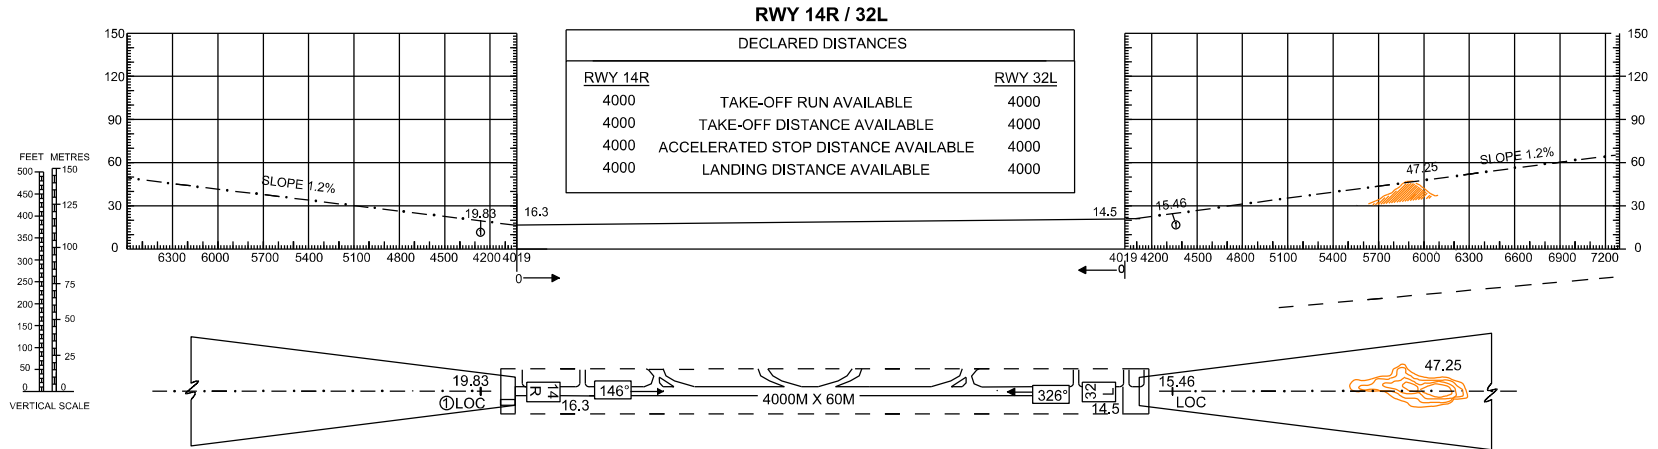 RWY 14R / 32L
DECLARED DISTANCES
RWY 14R RWY 32L
4000 TAKE-OFF RUN AVAILABLE 4000
4000 TAKE-OFF DISTANCE AVAILABLE 4000
4000 ACCELERATED STOP DISTANCE AVAILABLE 4000
4000 LANDING DISTANCE AVAILABLE 4000
150
120
90
60
30
0
SLOPE 1.2%
19.83
16.3
6300 6000 5700 5400 5100 4800 4500 4200 4019
0
14.5
15.46
47.25
SLOPE 1.2%
150
120
90
60
30
0
4019 4200 4500 4800 5100 5400 5700 6000 6300 6600 6900 7200
0
FEET METRES
500 150
450
400 125
350
300 100
250
200 75
150 50
100
50 25
0 0
VERTICAL SCALE
19.83
1 LOC
14 R
16.3
146°
4000M X 60M
326°
32 L
14.5
15.46
LOC
47.25